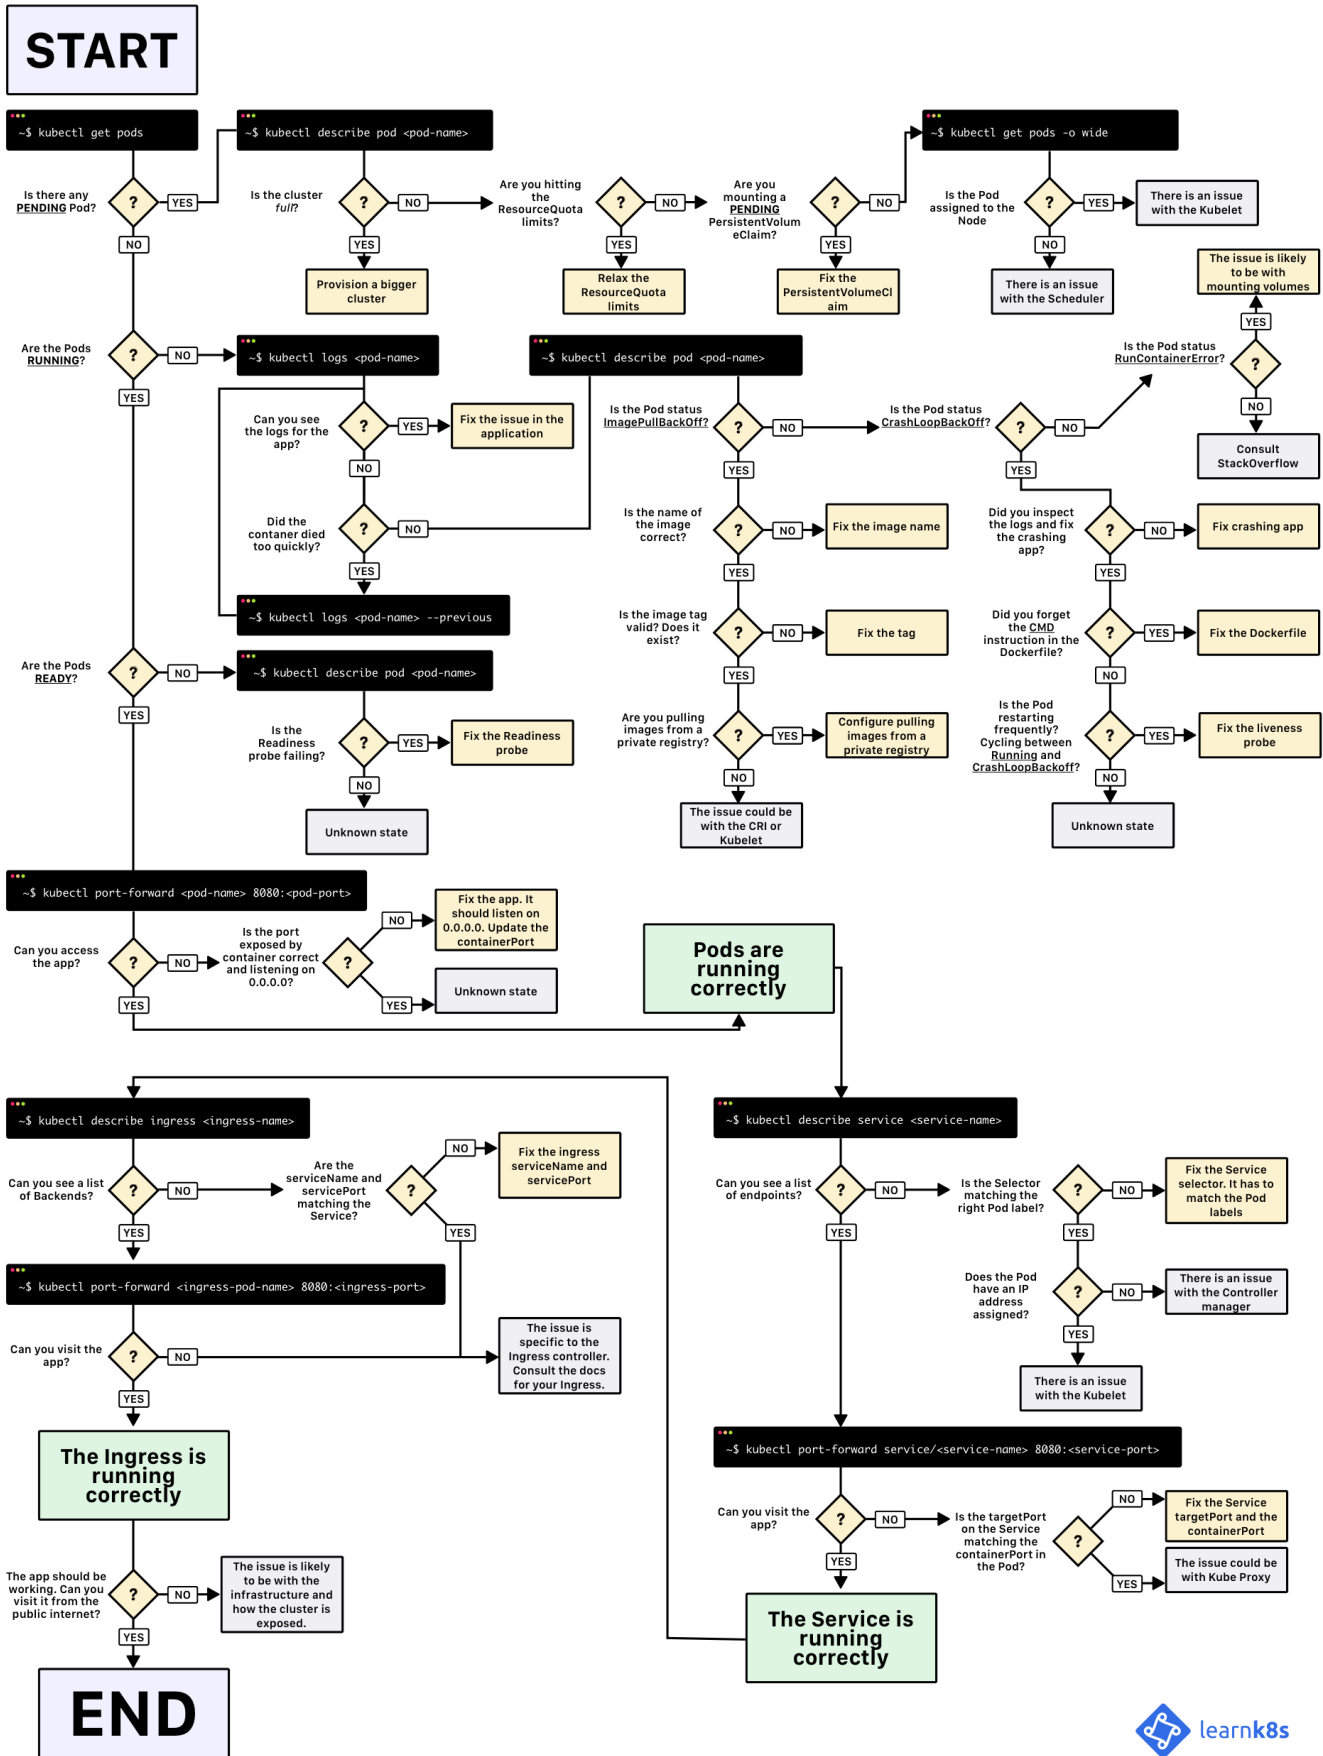 START
~$ kubectl get pods
~$ kubectl describe pod <pod-name>
~$ kubectl get pods -o wide
Is there any
PENDING Pod?
?
YES
NO
Is the cluster
full?
?
NO
YES
Provision a bigger
cluster
Are you hitting
the
ResourceQuota
limits?
?
NO
YES
Relax the
ResourceQuota
limits
Are you
mounting a
PENDING
PersistentVolum
eClaim?
?
NO
YES
Fix the
PersistentVolumeCl
aim
Is the Pod
assigned to the
Node
?
YES
There is an issue
with the Kubelet
NO
There is an issue
with the Scheduler
The issue is likely
to be with
mounting volumes
YES
Is the Pod status
RunContainerError?
?
NO
Consult
StackOverflow
Are the Pods
RUNNING?
?
NO
YES
~$ kubectl logs <pod-name>
Can you see
the logs for the
app?
?
YES
Fix the issue in the
application
NO
Did the
contaner died
too quickly?
?
NO
YES
~$ kubectl logs <pod-name> --previous
~$ kubectl describe pod <pod-name>
Is the Pod status
ImagePullBackOff?
?
NO
YES
Is the name of
the image
correct?
?
NO
Fix the image name
YES
Is the image tag
valid? Does it
exist?
?
NO
Fix the tag
YES
Are you pulling
images from a
private registry?
?
YES
Configure pulling
images from a
private registry
NO
The issue could be
with the CRI or
Kubelet
Is the Pod status
CrashLoopBackOff?
?
NO
YES
Did you inspect
the logs and fix
the crashing
app?
?
NO
Fix crashing app
YES
Did you forget
the CMD
instruction in the
Dockerfile?
?
YES
Fix the Dockerfile
NO
Is the Pod
restarting
frequently?
Cycling between
Running and
CrashLoopBackoff?
?
YES
Fix the liveness
probe
NO
Unknown state
Are the Pods
READY?
?
NO
YES
~$ kubectl describe pod <pod-name>
Is the
Readiness
probe failing?
?
YES
Fix the Readiness
probe
NO
Unknown state
~$ kubectl port-forward <pod-name> 8080:<pod-port>
Can you access
the app?
?
NO
YES
Is the port
exposed by
container correct
and listening on
0.0.0.0?
?
NO
Fix the app. It
should listen on
0.0.0.0. Update the
containerPort
YES
Unknown state
Pods are
running
correctly
~$ kubectl describe service <service-name>
Can you see a list
of endpoints?
?
NO
YES
Is the Selector
matching the
right Pod label?
?
NO
Fix the Service
selector. It has to
match the Pod
labels
YES
Does the Pod
have an IP
address
assigned?
?
NO
There is an issue
with the Controller
manager
YES
There is an issue
with the Kubelet
~$ kubectl port-forward service/<service-name> 8080:<service-port>
Can you visit the
app?
?
NO
YES
Is the targetPort
on the Service
matching the
containerPort in
the Pod?
?
NO
Fix the Service
targetPort and the
containerPort
YES
The issue could be
with Kube Proxy
The Service is
running
correctly
~$ kubectl describe ingress <ingress-name>
Can you see a list
of Backends?
?
NO
YES
Are the
serviceName and
servicePort
matching the
Service?
?
NO
Fix the ingress
serviceName and
servicePort
YES
~$ kubectl port-forward <ingress-pod-name> 8080:<ingress-port>
Can you visit the
app?
?
NO
YES
The issue is
specific to the
Ingress controller.
Consult the docs
for your Ingress.
The Ingress is
running
correctly
The app should be
working. Can you
visit it from the
public internet?
?
NO
The issue is likely
to be with the
infrastructure and
how the cluster is
exposed.
YES
END
learnk8s